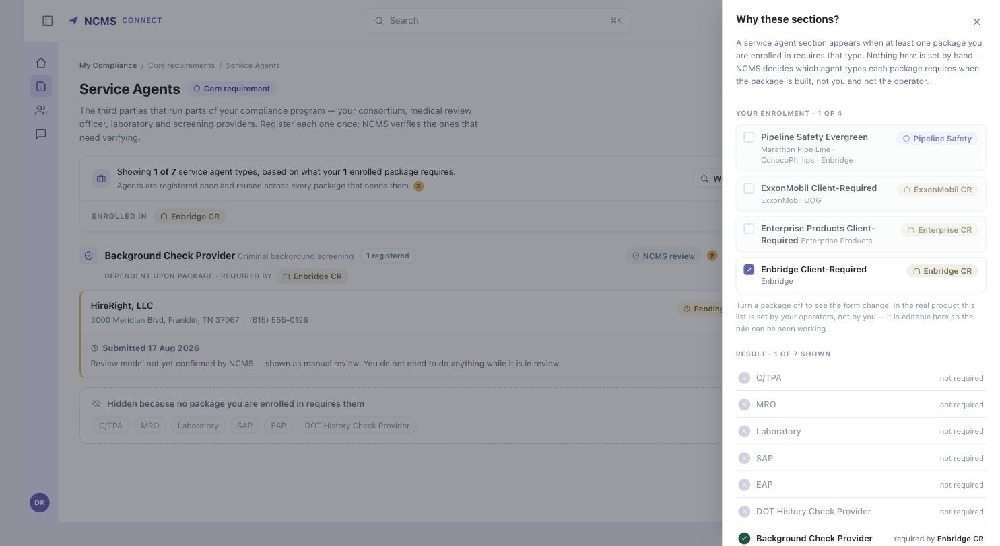 NCMS CONNECT
Search
⌘K
My Compliance / Core requirements / Service Agents
Service Agents
Core requirement
The third parties that run parts of your compliance program — your consortium, medical review
officer, laboratory and screening providers. Register each one once; NCMS verifies the ones that
need verifying.
Showing 1 of 7 service agent types, based on what your 1 enrolled package requires.
Agents are registered once and reused across every package that needs them. 3
W
ENROLLED IN
Enbridge CR
Background Check Provider Criminal background screening
1 registered
NCMS review
2
DEPENDENT UPON PACKAGE · REQUIRED BY
Enbridge CR
HireRight, LLC
3000 Meridian Blvd, Franklin, TN 37067 | (615) 555-0128
Pending
Submitted 17 Aug 2026
Review model not yet confirmed by NCMS — shown as manual review. You do not need to do anything while it is in review.
Hidden because no package you are enrolled in requires them
C/TPA
MRO
Laboratory
SAP
EAP
DOT History Check Provider
DK
Why these sections?
A service agent section appears when at least one package you
are enrolled in requires that type. Nothing here is set by hand —
NCMS decides which agent types each package requires when
the package is built, not you and not the operator.
YOUR ENROLMENT · 1 OF 4
Pipeline Safety Evergreen
Pipeline Safety
Marathon Pipe Line ·
ConocoPhillips · Enbridge
ExxonMobil Client-Required
ExxonMobil CR
ExxonMobil UOG
Enterprise Products Client-
Enterprise CR
Required Enterprise Products
Enbridge Client-Required
Enbridge CR
Enbridge
Turn a package off to see the form change. In the real product this
list is set by your operators, not by you — it is editable here so the
rule can be seen working.
RESULT · 1 OF 7 SHOWN
C/TPA not required
MRO not required
Laboratory not required
SAP not required
EAP not required
DOT History Check Provider not required
Background Check Provider required by Enbridge CR